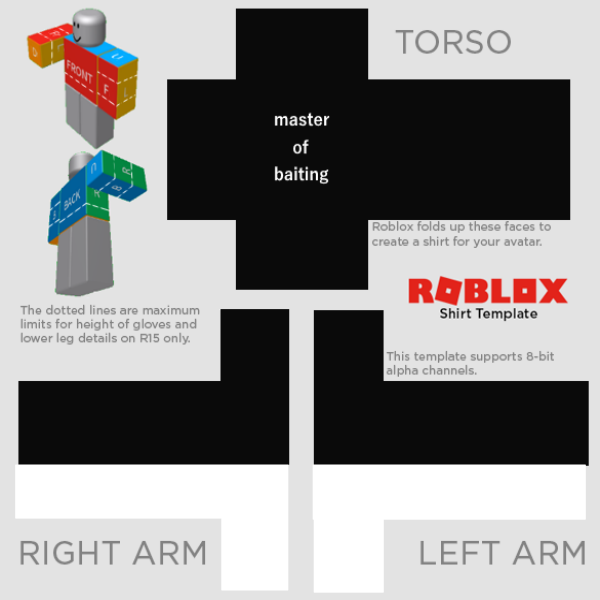 TORSO
FRONT
F
L
R
D
master
of
baiting
BACK
Roblox folds up these faces to
create a shirt for your avatar.
ROBLOX
Shirt Template
The dotted lines are maximum
limits for height of gloves and
lower leg details on R15 only.
This template supports 8-bit
alpha channels.
RIGHT ARM
LEFT ARM